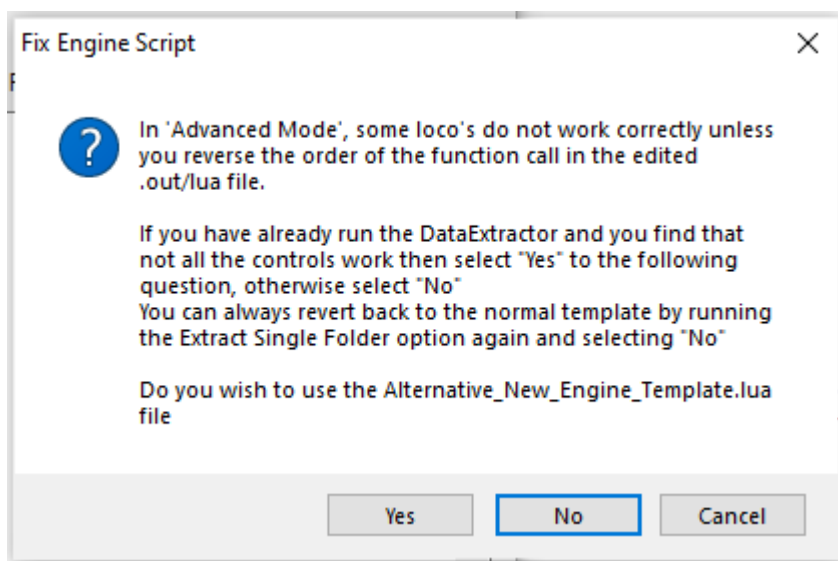 Fix Engine Script
In 'Advanced Mode', some loco's do not work correctly unless
you reverse the order of the function call in the edited
.out/lua file.
If you have already run the DataExtractor and you find that
not all the controls work then select "Yes" to the following
question, otherwise select "No"
You can always revert back to the normal template by running
the Extract Single Folder option again and selecting "No"
Do you wish to use the Alternative_New_Engine_Template.lua
file
Yes
No
Cancel